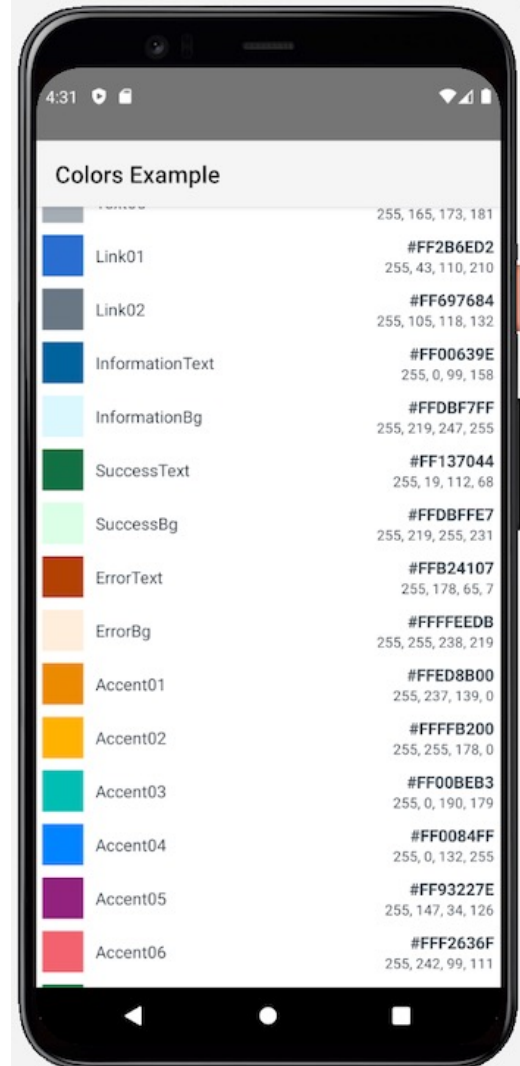 4:31
Colors Example
255, 165, 173, 181
Link01
#FF2B6ED2
255, 43, 110, 210
Link02
#FF697684
255, 105, 118, 132
InformationText
#FF00639E
255, 0, 99, 158
InformationBg
#FFDBF7FF
255, 219, 247, 255
SuccessText
#FF137044
255, 19, 112, 68
SuccessBg
#FFDBFFE7
255, 219, 255, 231
ErrorText
#FFB24107
255, 178, 65, 7
ErrorBg
#FFFFEEDB
255, 255, 238, 219
Accent01
#FFED8B00
255, 237, 139, 0
Accent02
#FFFFB200
255, 255, 178, 0
Accent03
#FF00BEB3
255, 0, 190, 179
Accent04
#FF0084FF
255, 0, 132, 255
Accent05
#FF93227E
255, 147, 34, 126
Accent06
#FFF2636F
255, 242, 99, 111